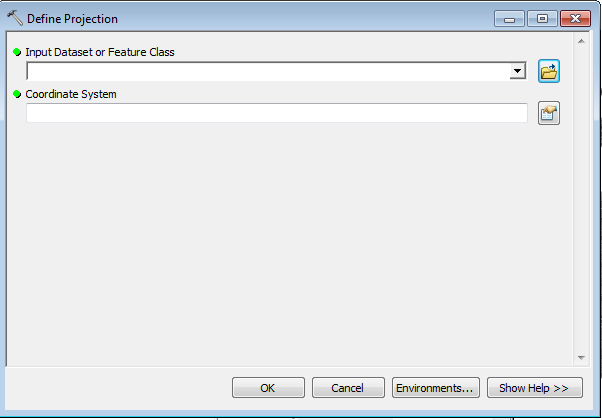 Define Projection
Input Dataset or Feature Class
Coordinate System
OK Cancel Environments... Show Help >>